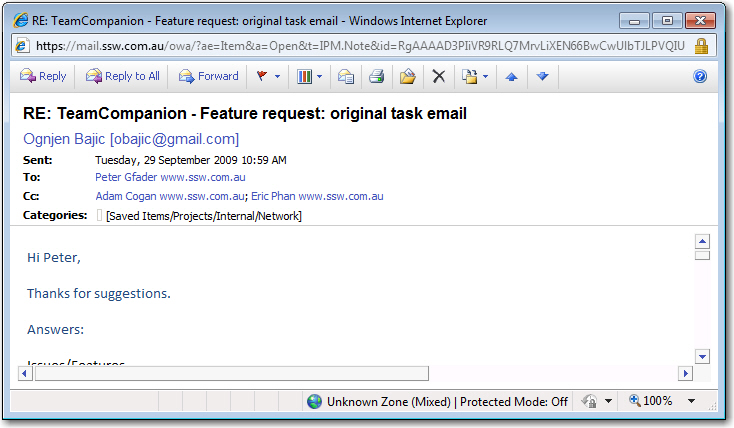 RE: TeamCompanion - Feature request: original task email - Windows Internet Explorer
https://mail.ssw.com.au/owa/?ae=Item&a=Open&t=IPM.Note&id=RgAAAAD3PIiVR9RLQ7MrvLiXEN66BwCwUIbTJLPVQIU
Reply Reply to All Forward
RE: TeamCompanion - Feature request: original task email
Ognjen Bajic [obajic@gmail.com]
Sent: Tuesday, 29 September 2009 10:59 AM
To: Peter Gfader www.ssw.com.au
Cc: Adam Cogan www.ssw.com.au; Eric Phan www.ssw.com.au
Categories: [Saved Items/Projects/Internal/Network]
Hi Peter,
Thanks for suggestions.
Answers:
Issues/Features
Unknown Zone (Mixed) | Protected Mode: Off 100%